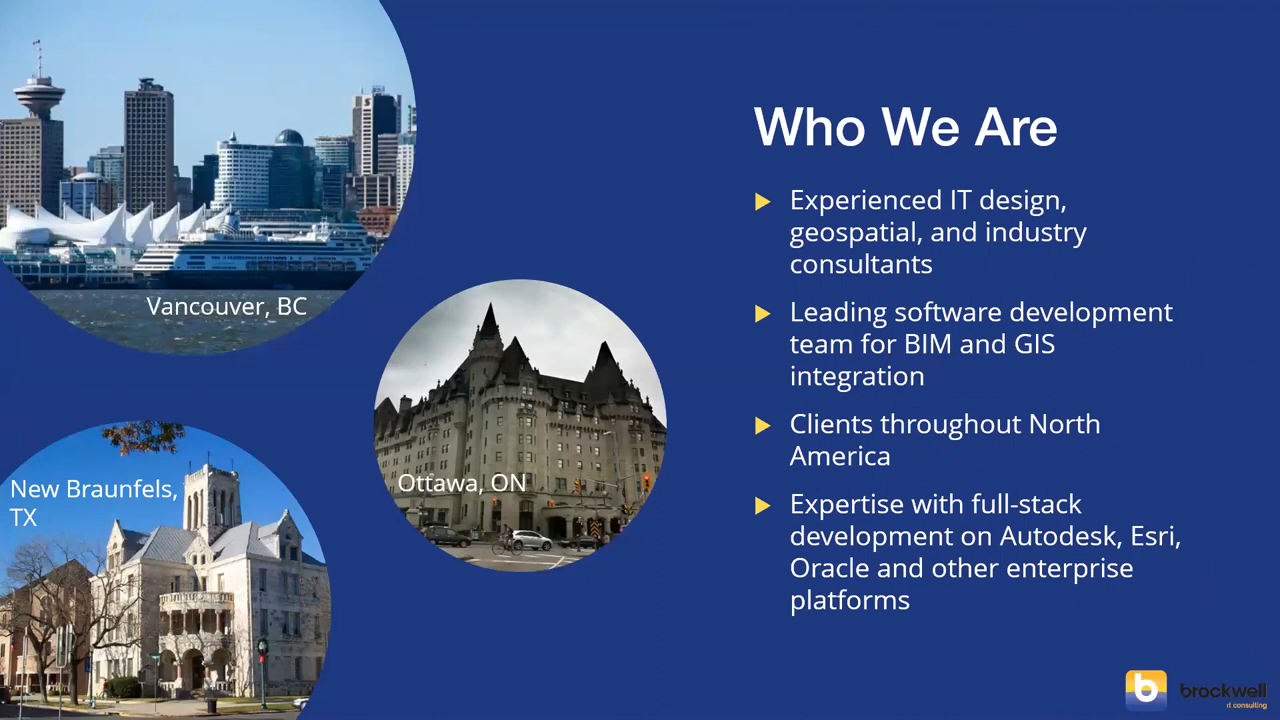 Who We Are
Experienced IT design,
geospatial, and industry
consultants
Leading software development
team for BIM and GIS
integration
Clients throughout North
America
Expertise with full-stack
development on Autodesk, Esri,
Oracle and other enterprise
platforms
Vancouver, BC
Ottawa, ON
New Braunfels,
TX
b
brockwell
it consulting